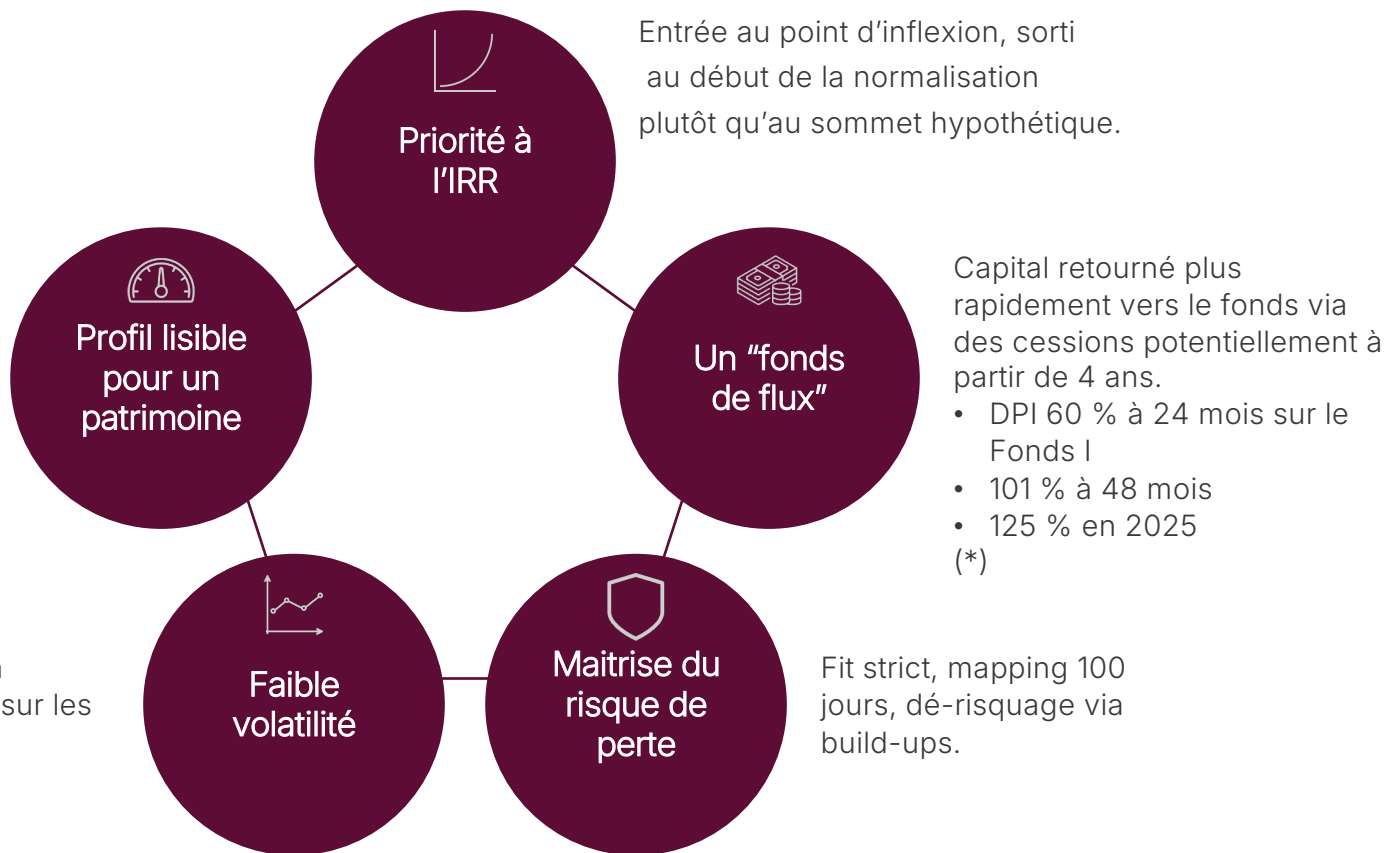 Entrée au point d’inflexion, sorti
au début de la normalisation
plutôt qu’au sommet hypothétique.
Priorité à
l’IRR
Profil lisible
pour un
patrimoine
Un “fonds
de flux”
Capital retourné plus
rapidement vers le fonds via
des cessions potentiellement à
partir de 4 ans.
• DPI 60 % à 24 mois sur le
Fonds I
• 101 % à 48 mois
• 125 % en 2025
(*)
sur les
Faible
volatilité
Maitrise du
risque de
perte
Fit strict, mapping 100
jours, dé-risquage via
build-ups.